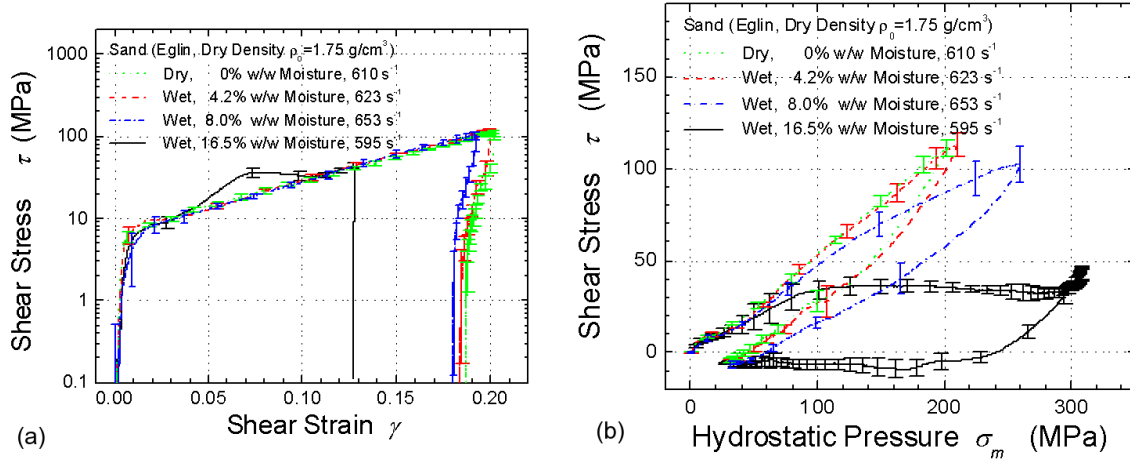 1000
100
10
1
0.1
Shear Stress τ (MPa)
Sand (Eglin, Dry Density ρ₀=1.75 g/cm³)
Dry, 0% w/w Moisture, 610 s⁻¹
Wet, 4.2% w/w Moisture, 623 s⁻¹
Wet, 8.0% w/w Moisture, 653 s⁻¹
Wet, 16.5% w/w Moisture, 595 s⁻¹
0.00 0.05 0.10 0.15 0.20
Shear Strain γ
(a)
150
100
50
0
Shear Stress τ (MPa)
Sand (Eglin, Dry Density ρ₀=1.75 g/cm³)
Dry, 0% w/w Moisture, 610 s⁻¹
Wet, 4.2% w/w Moisture, 623 s⁻¹
Wet, 8.0% w/w Moisture, 653 s⁻¹
Wet, 16.5% w/w Moisture, 595 s⁻¹
0 100 200 300
Hydrostatic Pressure σₘ (MPa)
(b)